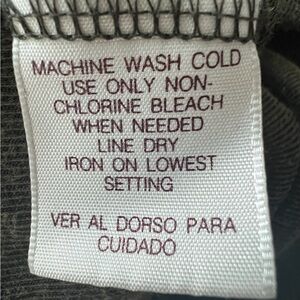 MACHINE WASH COLD
USE ONLY NON-
CHLORINE BLEACH
WHEN NEEDED
LINE DRY
IRON ON LOWEST
SETTING
VER AL DORSO PARA
CUIDADO